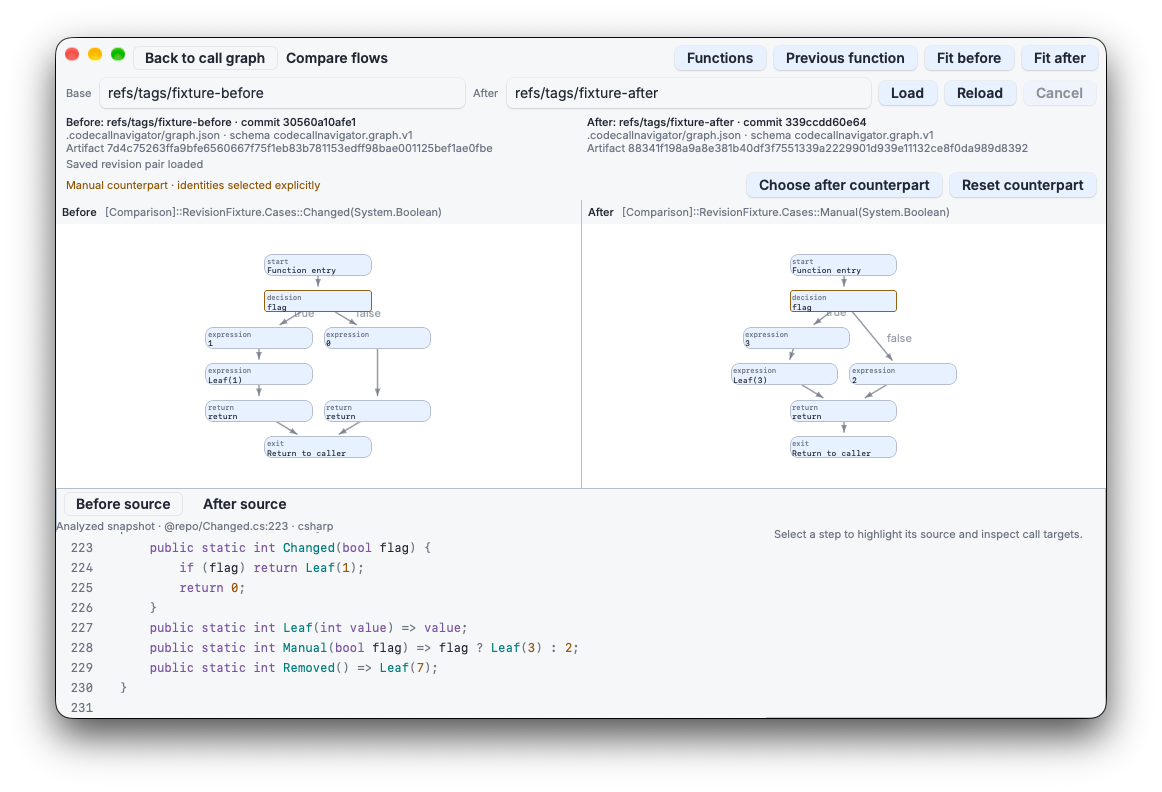 Back to call graph Compare flows Functions Previous function Fit before Fit after
Base refs/tags/fixture-before After refs/tags/fixture-after Load Reload Cancel
Before: refs/tags/fixture-before · commit 30560a10afe1
.codecallnavigator/graph.json · schema codecallnavigator.graph.v1
Artifact 7d4c75263ffa9bfe6560667f75f1eb83b781153edff98bae001125bef1ae0fbe
Saved revision pair loaded
After: refs/tags/fixture-after · commit 339ccdd60e64
.codecallnavigator/graph.json · schema codecallnavigator.graph.v1
Artifact 88341f198a9a8e381b40df3f7551339a2229901d939e11132ce8f0da989d8392
Manual counterpart · identities selected explicitly Choose after counterpart Reset counterpart
Before [Comparison]::RevisionFixture.Cases::Changed(System.Boolean)
start
Function entry
decision
flag
true false
expression
1
expression
0
expression
Leaf(1)
return
return
return
return
exit
Return to caller
After [Comparison]::RevisionFixture.Cases::Manual(System.Boolean)
start
Function entry
decision
flag
true
false
expression
3
expression
Leaf(3)
expression
2
return
return
exit
Return to caller
Before source After source
Analyzed snapshot · @repo/Changed.cs:223 · csharp
Select a step to highlight its source and inspect call targets.
223 public static int Changed(bool flag) {
224 if (flag) return Leaf(1);
225 return 0;
226 }
227 public static int Leaf(int value) => value;
228 public static int Manual(bool flag) => flag ? Leaf(3) : 2;
229 public static int Removed() => Leaf(7);
230 }
231